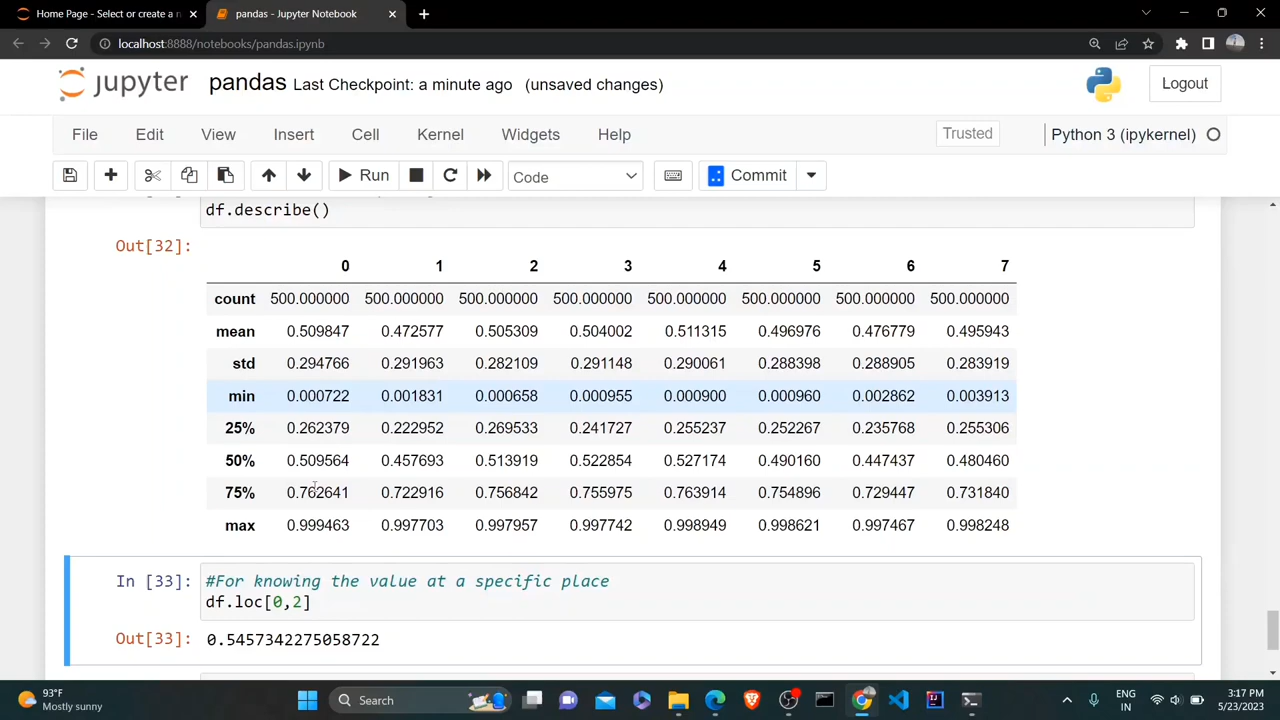 Home Page - Select or create a n
pandas - Jupyter Notebook
localhost:8888/notebooks/pandas.ipynb
jupyter pandas Last Checkpoint: a minute ago (unsaved changes)
Logout
File Edit View Insert Cell Kernel Widgets Help
Trusted
Python 3 (ipykernel)
Run
Code
Commit
df.describe()
Out[32]:
0 1 2 3 4 5 6 7
count 500.000000 500.000000 500.000000 500.000000 500.000000 500.000000 500.000000 500.000000
mean 0.509847 0.472577 0.505309 0.504002 0.511315 0.496976 0.476779 0.495943
std 0.294766 0.291963 0.282109 0.291148 0.290061 0.288398 0.288905 0.283919
min 0.000722 0.001831 0.000658 0.000955 0.000900 0.000960 0.002862 0.003913
25% 0.262379 0.222952 0.269533 0.241727 0.255237 0.252267 0.235768 0.255306
50% 0.509564 0.457693 0.513919 0.522854 0.527174 0.490160 0.447437 0.480460
75% 0.762641 0.722916 0.756842 0.755975 0.763914 0.754896 0.729447 0.731840
max 0.999463 0.997703 0.997957 0.997742 0.998949 0.998621 0.997467 0.998248
In [33]: #For knowing the value at a specific place
df.loc[0,2]
Out[33]: 0.5457342275058722
93°F
Mostly sunny
Search
ENG
IN
3:17 PM
5/23/2023